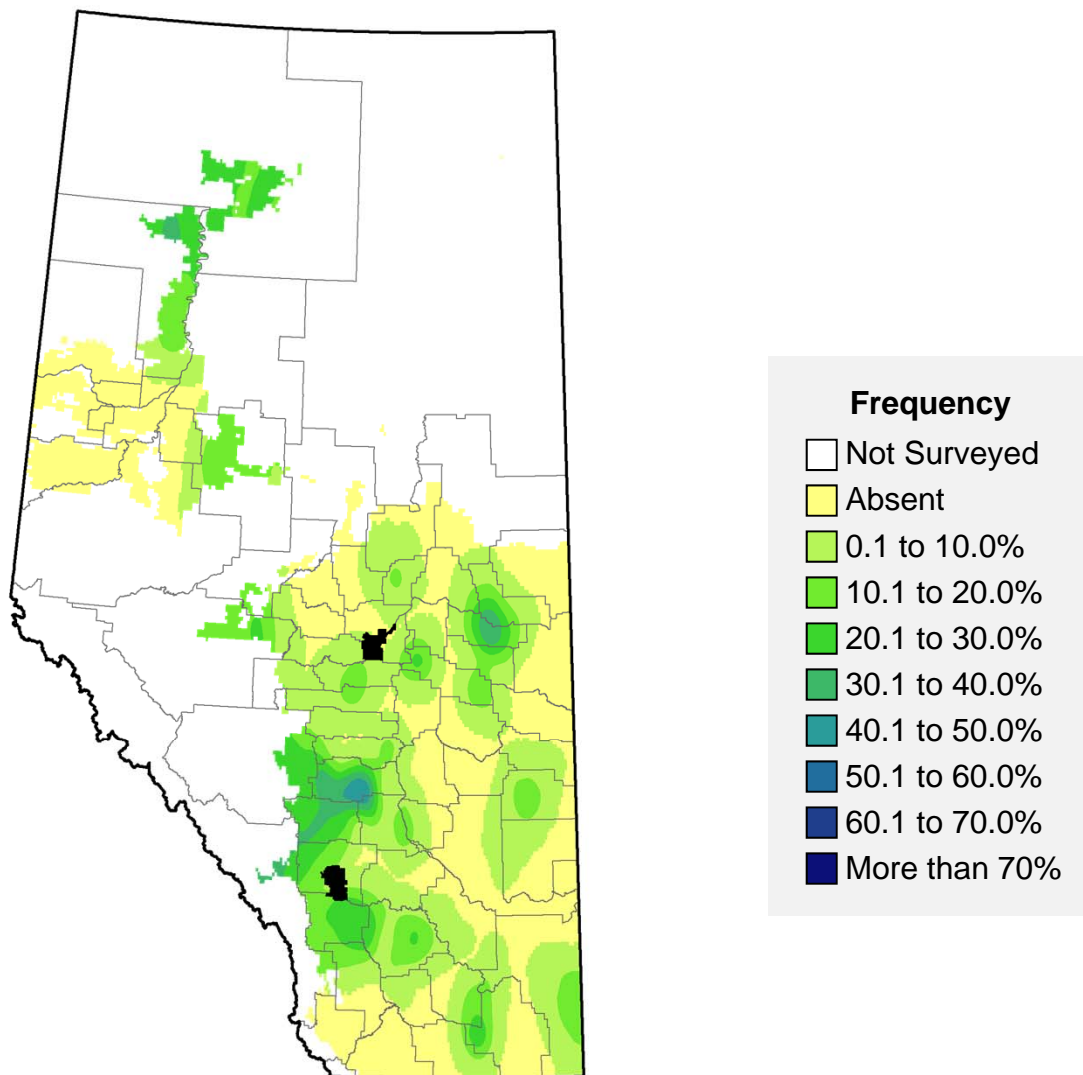 Frequency
Not Surveyed
Absent
0.1 to 10.0%
10.1 to 20.0%
20.1 to 30.0%
30.1 to 40.0%
40.1 to 50.0%
50.1 to 60.0%
60.1 to 70.0%
More than 70%